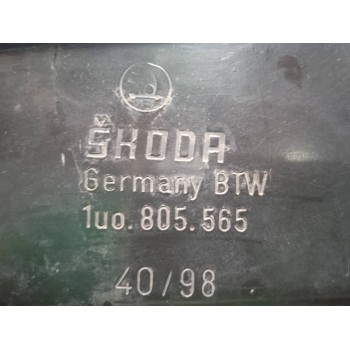 ŠKODA
Germany BTW
1uo.805.565
40/98